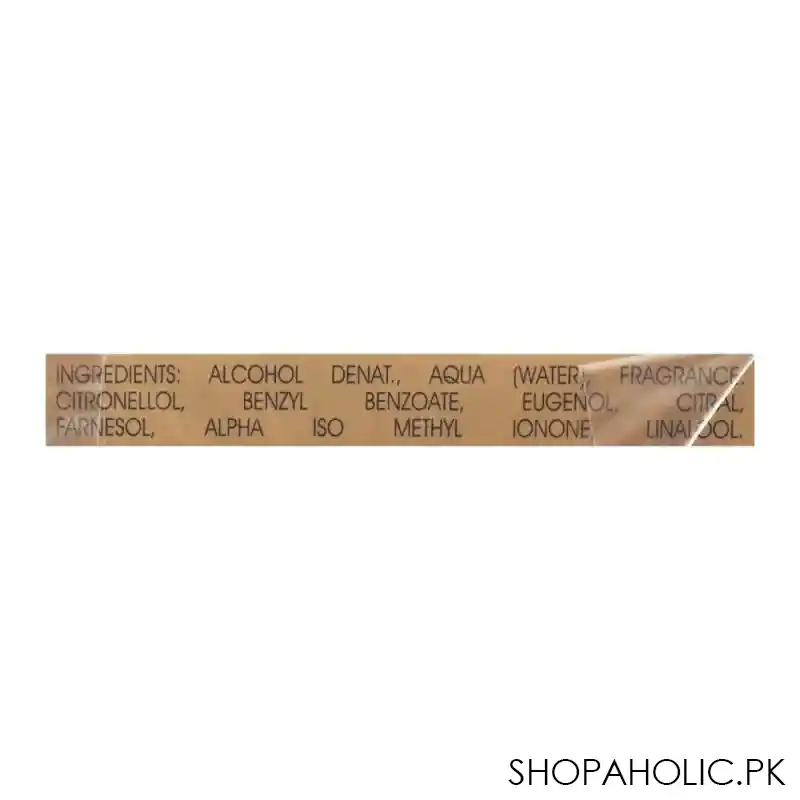 INGREDIENTS: ALCOHOL DENAT., AQUA (WATER), FRAGRANCE.
CITRONELLOL, BENZYL BENZOATE, EUGENOL, CITRAL,
FARNESOL, ALPHA ISO METHYL IONONE LINALOOL.
SHOPAHOLIC.PK